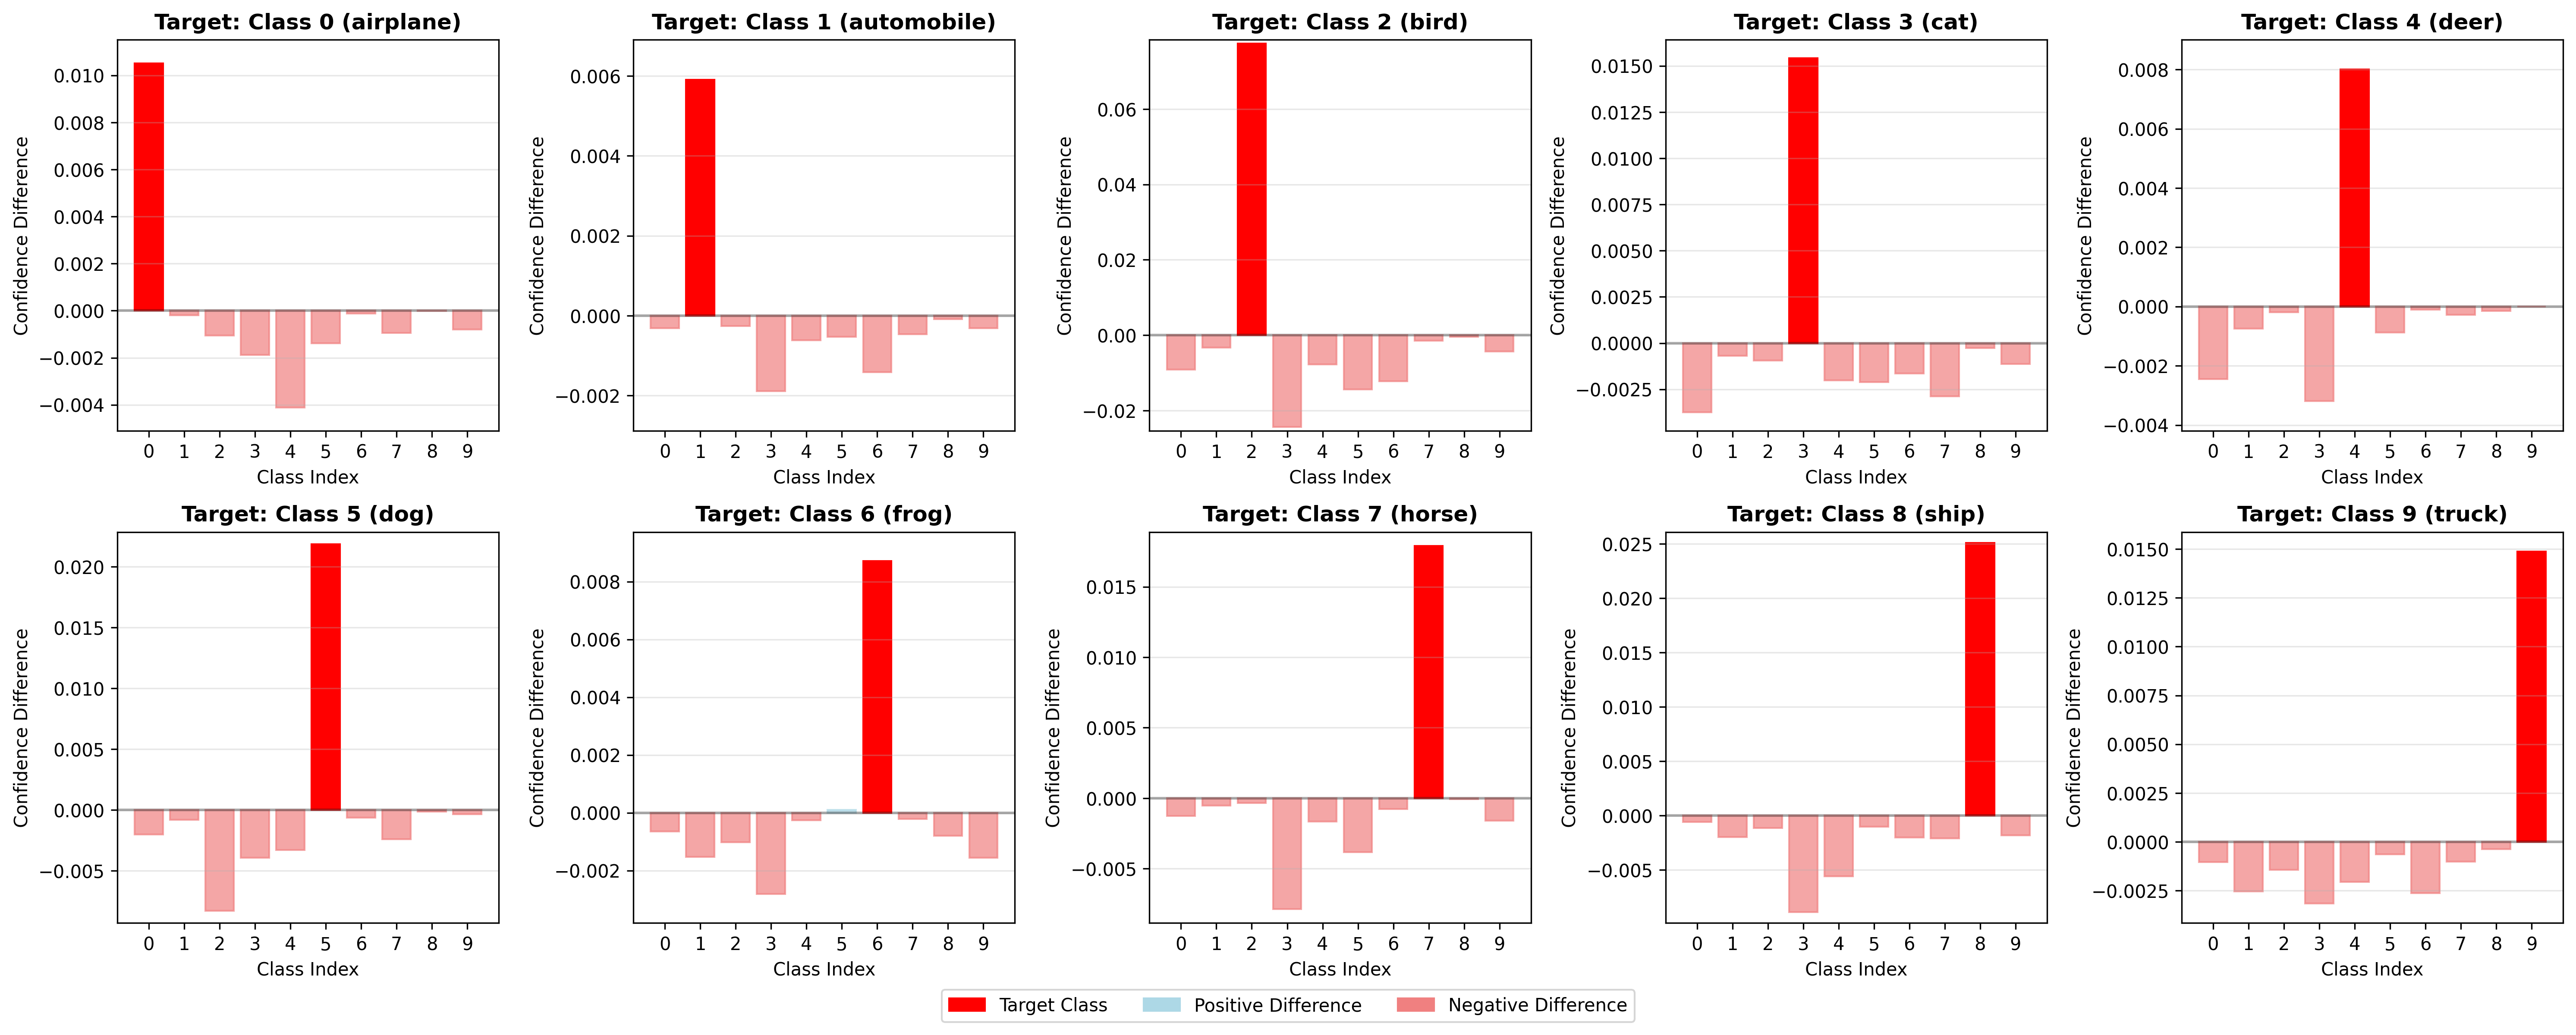 Target: Class 0 (airplane)
Confidence Difference
0.010
0.008
0.006
0.004
0.002
0.000
−0.002
−0.004
0 1 2 3 4 5 6 7 8 9
Class Index
Target: Class 1 (automobile)
Confidence Difference
0.006
0.004
0.002
0.000
−0.002
0 1 2 3 4 5 6 7 8 9
Class Index
Target: Class 2 (bird)
Confidence Difference
0.06
0.04
0.02
0.00
−0.02
0 1 2 3 4 5 6 7 8 9
Class Index
Target: Class 3 (cat)
Confidence Difference
0.0150
0.0125
0.0100
0.0075
0.0050
0.0025
0.0000
−0.0025
0 1 2 3 4 5 6 7 8 9
Class Index
Target: Class 4 (deer)
Confidence Difference
0.008
0.006
0.004
0.002
0.000
−0.002
−0.004
0 1 2 3 4 5 6 7 8 9
Class Index
Target: Class 5 (dog)
Confidence Difference
0.020
0.015
0.010
0.005
0.000
−0.005
0 1 2 3 4 5 6 7 8 9
Class Index
Target: Class 6 (frog)
Confidence Difference
0.008
0.006
0.004
0.002
0.000
−0.002
0 1 2 3 4 5 6 7 8 9
Class Index
Target: Class 7 (horse)
Confidence Difference
0.015
0.010
0.005
0.000
−0.005
0 1 2 3 4 5 6 7 8 9
Class Index
Target: Class 8 (ship)
Confidence Difference
0.025
0.020
0.015
0.010
0.005
0.000
−0.005
0 1 2 3 4 5 6 7 8 9
Class Index
Target: Class 9 (truck)
Confidence Difference
0.0150
0.0125
0.0100
0.0075
0.0050
0.0025
0.0000
−0.0025
0 1 2 3 4 5 6 7 8 9
Class Index
Target Class
Positive Difference
Negative Difference